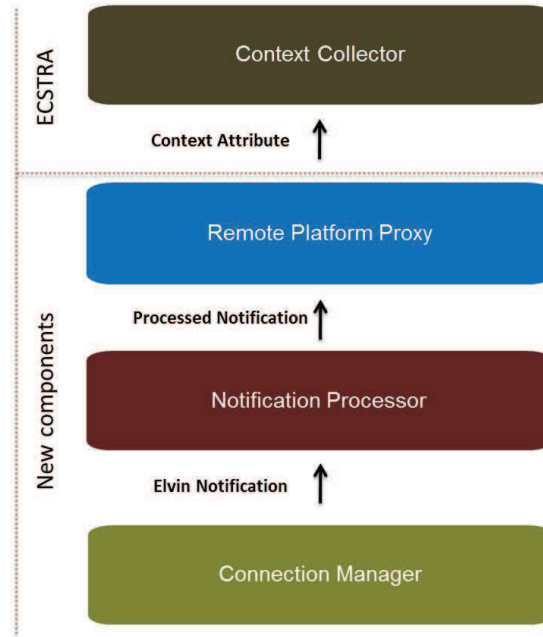 ECSTRA
Context Collector
Context Attribute
New components
Remote Platform Proxy
Processed Notification
Notification Processor
Elvin Notification
Connection Manager